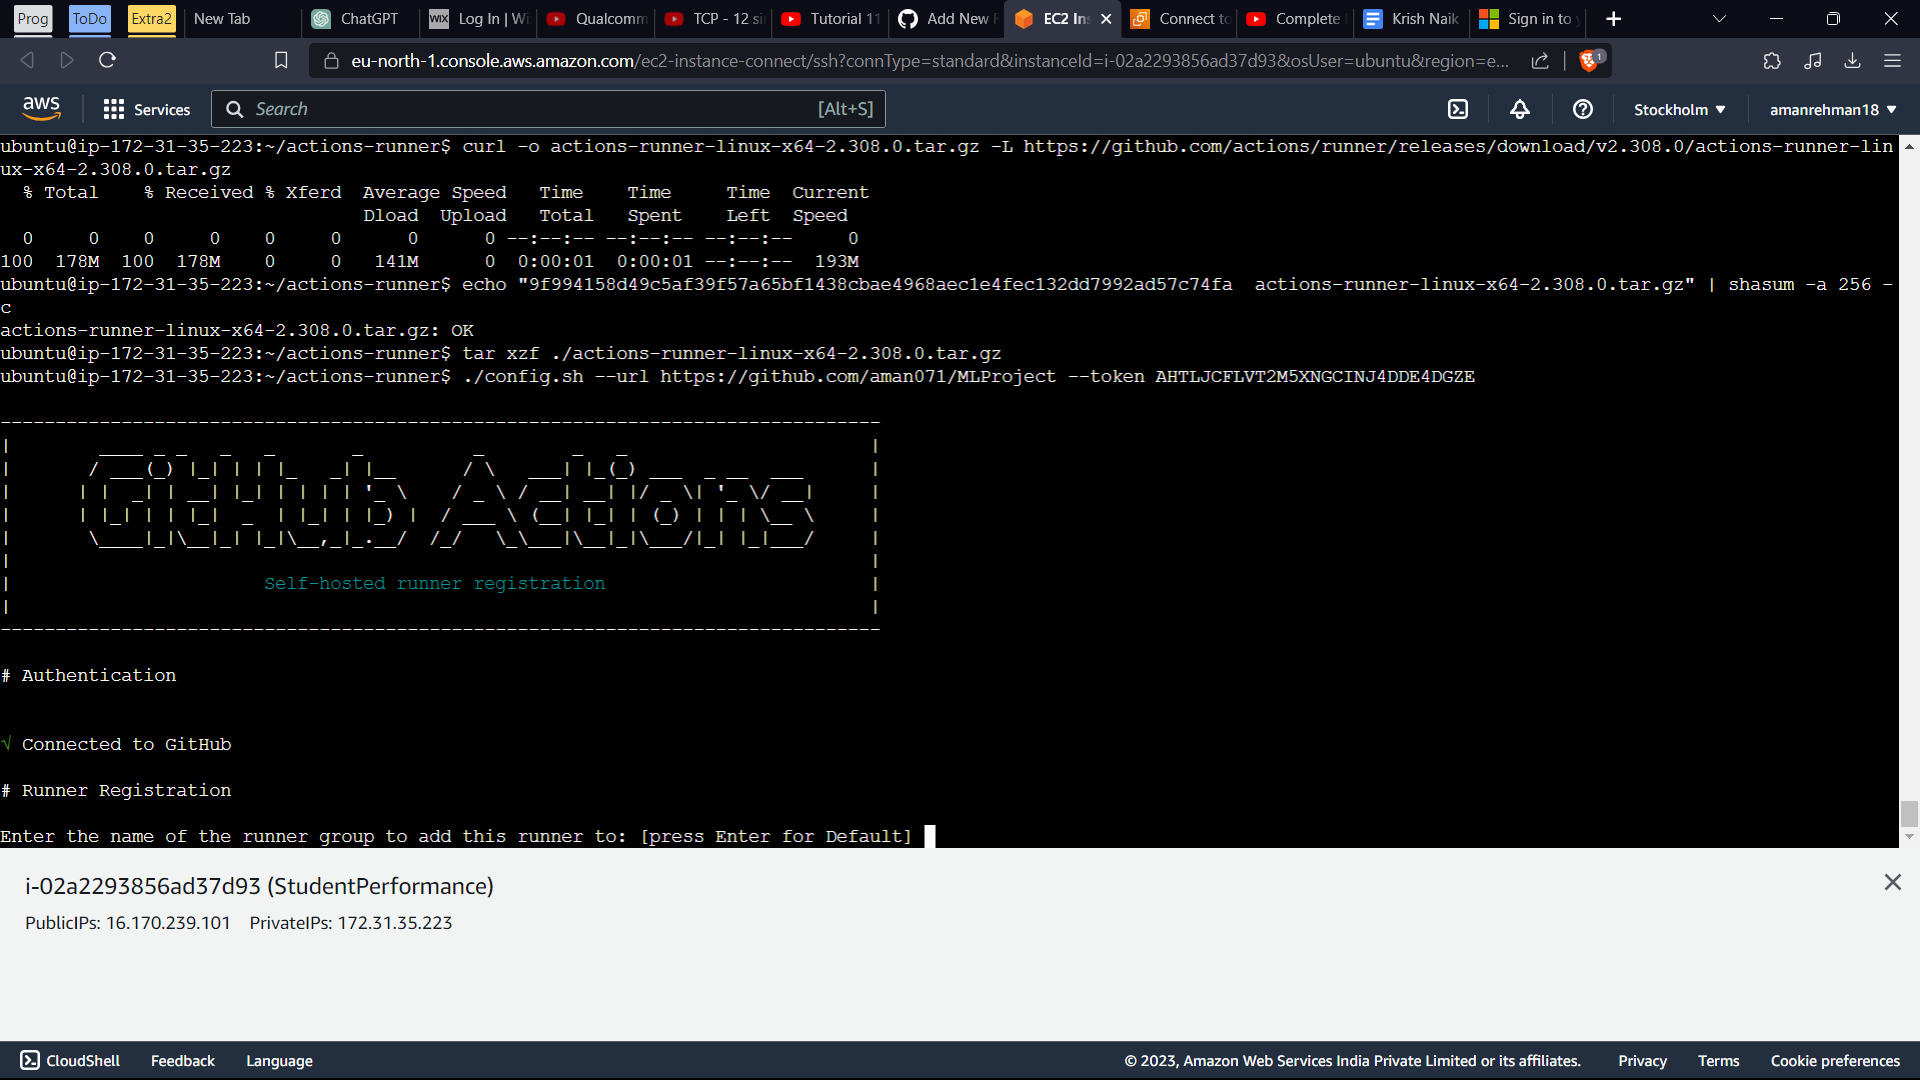 Prog ToDo Extra2 New Tab ChatGPT WIX Log In | Wi Qualcomm TCP - 12 si Tutorial 11 Add New EC2 Ins Connect to Complete Krish Naik Sign in to
eu-north-1.console.aws.amazon.com/ec2-instance-connect/ssh?connType=standard&instanceId=i-02a2293856ad37d93&osUser=ubuntu&region=e... 1
aws Services Search [Alt+S] Stockholm amanrehman18
ubuntu@ip-172-31-35-223:~/actions-runner$ curl -o actions-runner-linux-x64-2.308.0.tar.gz -L https://github.com/actions/runner/releases/download/v2.308.0/actions-runner-lin
ux-x64-2.308.0.tar.gz
% Total % Received % Xferd Average Speed Time Time Time Current
Dload Upload Total Spent Left Speed
0 0 0 0 0 0 0 0 --:--:-- --:--:-- --:--:-- 0
100 178M 100 178M 0 0 141M 0 0:00:01 0:00:01 --:--:-- 193M
ubuntu@ip-172-31-35-223:~/actions-runner$ echo "9f994158d49c5af39f57a65bf1438cbae4968aec1e4fec132dd7992ad57c74fa  actions-runner-linux-x64-2.308.0.tar.gz" | shasum -a 256 -
c
actions-runner-linux-x64-2.308.0.tar.gz: OK
ubuntu@ip-172-31-35-223:~/actions-runner$ tar xzf ./actions-runner-linux-x64-2.308.0.tar.gz
ubuntu@ip-172-31-35-223:~/actions-runner$ ./config.sh --url https://github.com/aman071/MLProject --token AHTLJCFLVT2M5XNGCINJ4DDE4DGZE
GitHub Actions
Self-hosted runner registration
# Authentication
√ Connected to GitHub
# Runner Registration
Enter the name of the runner group to add this runner to: [press Enter for Default]
i-02a2293856ad37d93 (StudentPerformance)
PublicIPs: 16.170.239.101 PrivateIPs: 172.31.35.223
CloudShell Feedback Language © 2023, Amazon Web Services India Private Limited or its affiliates. Privacy Terms Cookie preferences